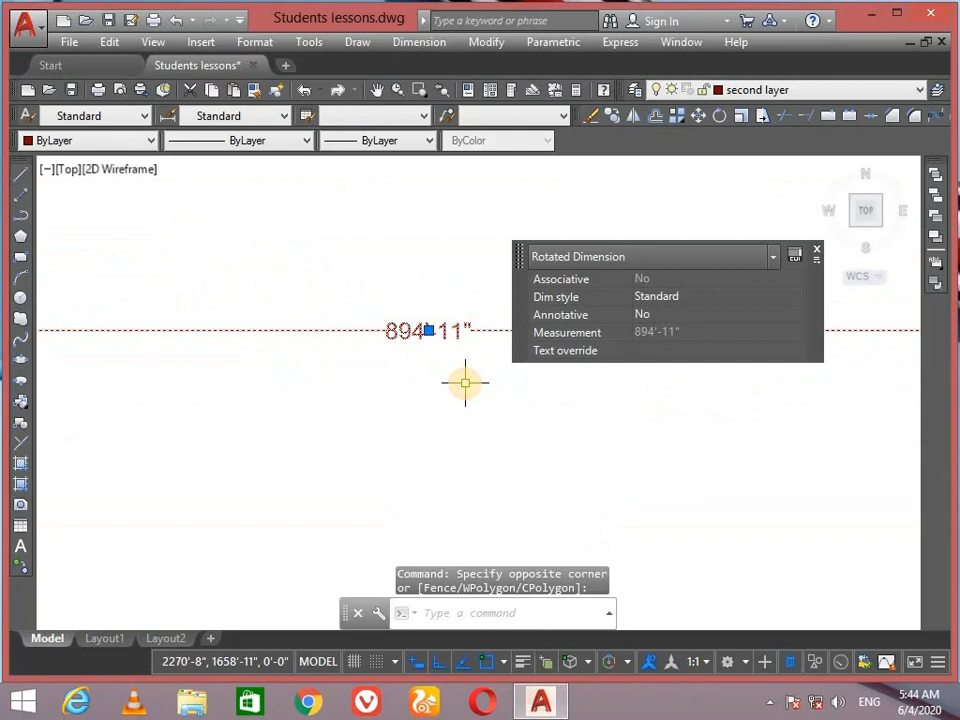 Students lessons.dwg
Type a keyword or phrase
Sign In
File Edit View Insert Format Tools Draw Dimension Modify Parametric Express Window Help
Start
Students lessons*
Standard
Standard
second layer
ByLayer
ByLayer
ByLayer
ByColor
[−][Top][2D Wireframe]
N
W TOP E
S
WCS
Rotated Dimension
CUI
Associative No
Dim style Standard
Annotative No
Measurement 894'-11"
Text override
894'-11"
Command: Specify opposite corner
or [Fence/WPolygon/CPolygon]:
Type a command
Model Layout1 Layout2
2270'-8", 1658'-11", 0'-0" MODEL 1:1
ENG
5:44 AM
6/4/2020